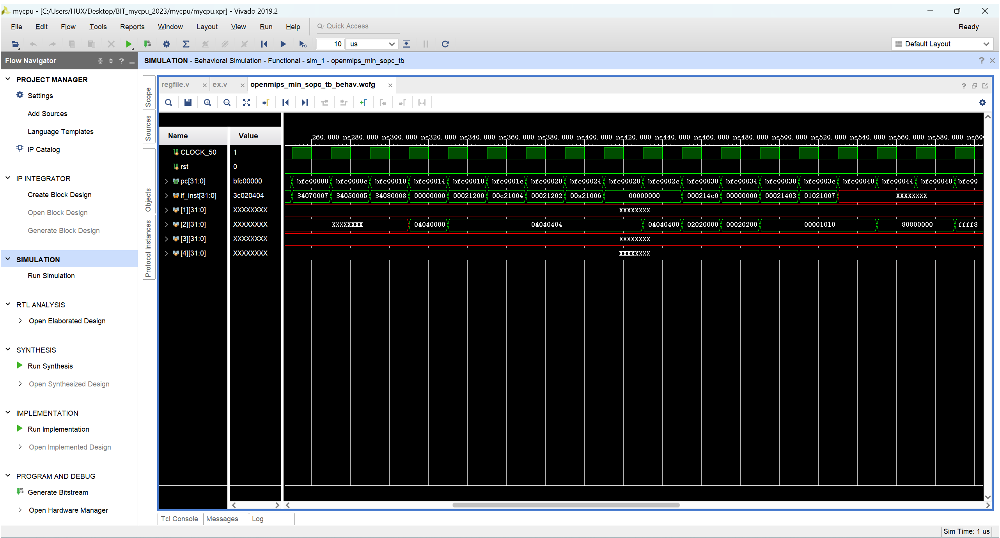 mycpu - [C:/Users/HUX/Desktop/BIT_mycpu_2023/mycpu/mycpu.xpr] - Vivado 2019.2
File Edit Flow Tools Reports Window Layout View Run Help Quick Access Ready
10 us Default Layout
Flow Navigator
SIMULATION - Behavioral Simulation - Functional - sim_1 - openmips_min_sopc_tb
PROJECT MANAGER
Settings
Add Sources
Language Templates
IP Catalog
IP INTEGRATOR
Create Block Design
Open Block Design
Generate Block Design
SIMULATION
Run Simulation
RTL ANALYSIS
Open Elaborated Design
SYNTHESIS
Run Synthesis
Open Synthesized Design
IMPLEMENTATION
Run Implementation
Open Implemented Design
PROGRAM AND DEBUG
Generate Bitstream
Open Hardware Manager
Scope
Sources
Objects
Protocol Instances
regfile.v ex.v openmips_min_sopc_tb_behav.wcfg
Name Value
260.000 ns 280.000 ns 300.000 ns 320.000 ns 340.000 ns 360.000 ns 380.000 ns 400.000 ns 420.000 ns 440.000 ns 460.000 ns 480.000 ns 500.000 ns 520.000 ns 540.000 ns 560.000 ns 580.000 ns 60
CLOCK_50 1
rst 0
pc[31:0] bfc00000 bfc00008 bfc0000c bfc00010 bfc00014 bfc00018 bfc0001c bfc00020 bfc00024 bfc00028 bfc0002c bfc00030 bfc00034 bfc00038 bfc0003c bfc00040 bfc00044 bfc00048 bfc00
if_inst[31:0] 3c020404 34070007 34050005 34080008 00000000 00021200 00e21004 00021202 00a21006 00000000 000214c0 00000000 00021403 01021007 XXXXXXXX
[1][31:0] XXXXXXXX XXXXXXXX
[2][31:0] XXXXXXXX XXXXXXXX 04040000 04040404 04040400 02020000 00020200 00001010 80800000 ffff8
[3][31:0] XXXXXXXX XXXXXXXX
[4][31:0] XXXXXXXX XXXXXXXX
Tcl Console Messages Log
Sim Time: 1 us